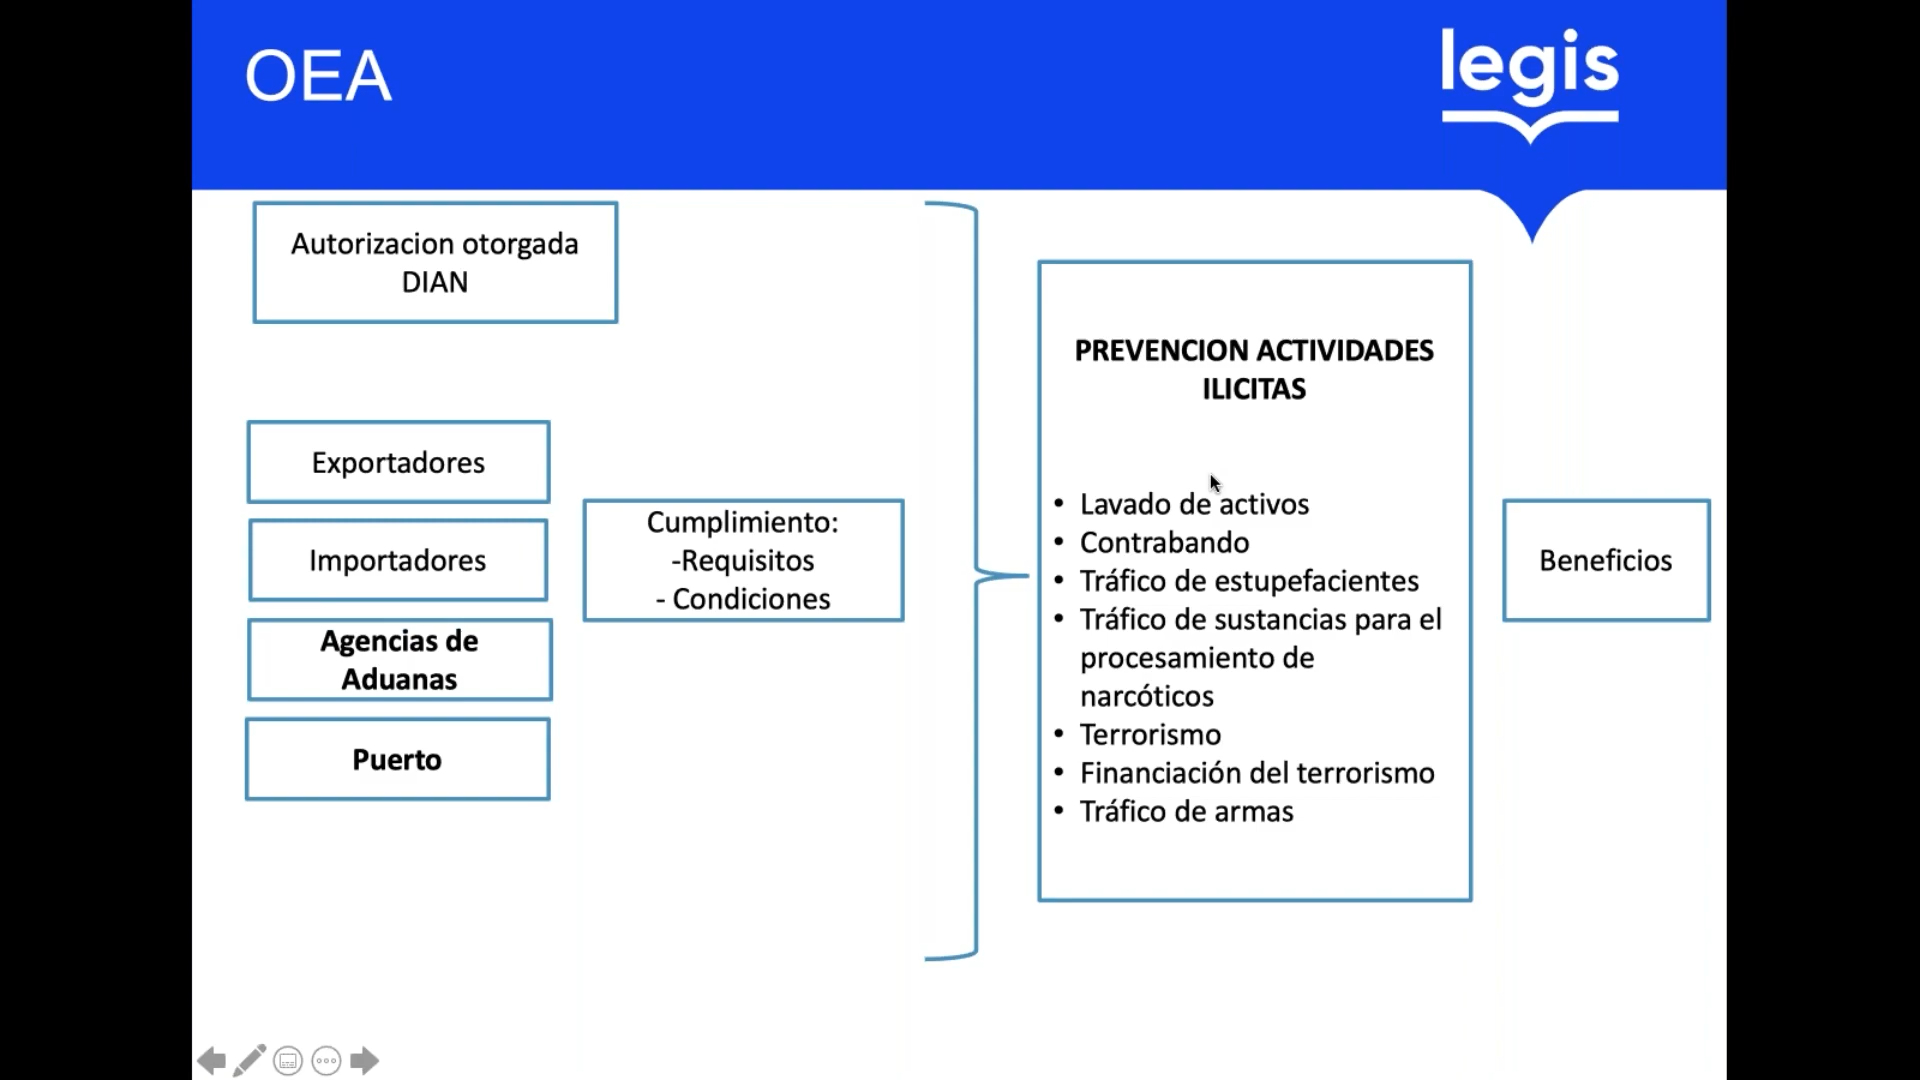 OEA
legis
Autorizacion otorgada
DIAN
Exportadores
Importadores
Agencias de
Aduanas
Puerto
Cumplimiento:
-Requisitos
- Condiciones
PREVENCION ACTIVIDADES
ILICITAS
• Lavado de activos
• Contrabando
• Tráfico de estupefacientes
• Tráfico de sustancias para el
procesamiento de
narcóticos
• Terrorismo
• Financiación del terrorismo
• Tráfico de armas
Beneficios